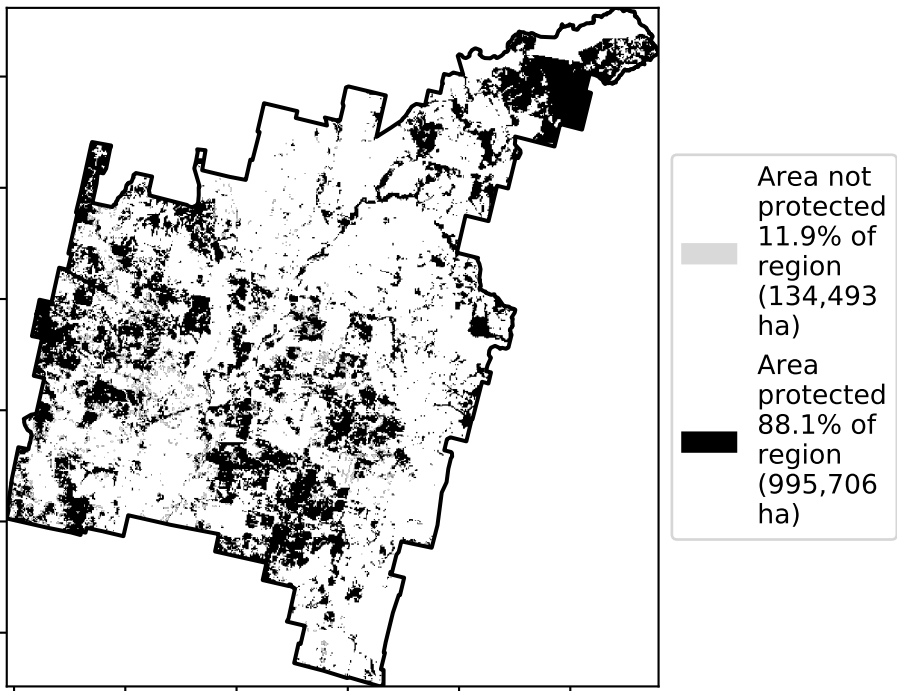 Area not
protected
11.9% of
region
(134,493
ha)
Area
protected
88.1% of
region
(995,706
ha)